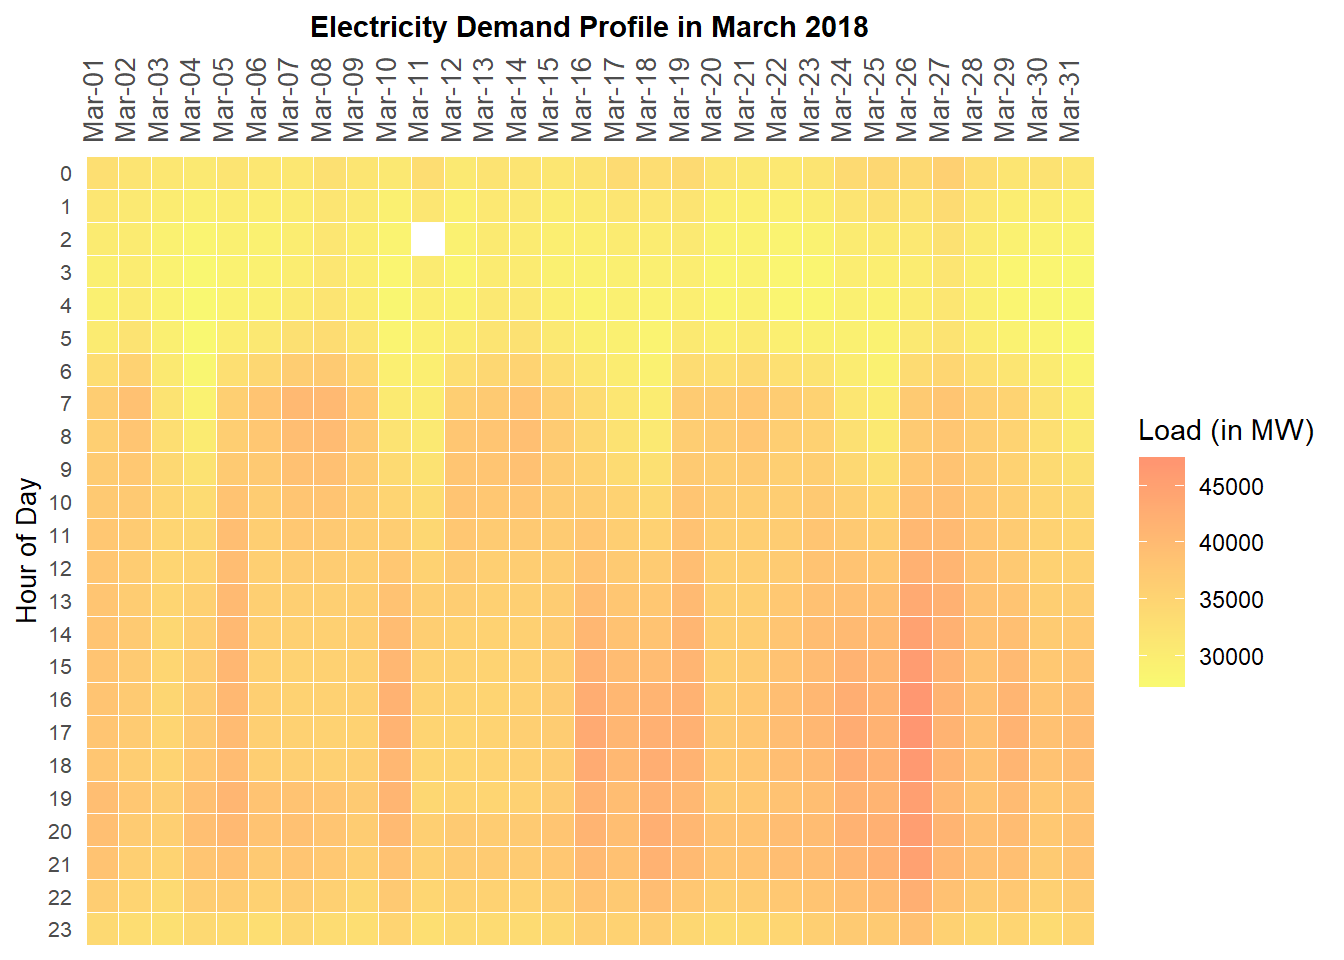 Electricity Demand Profile in March 2018
Mar-01
Mar-02
Mar-03
Mar-04
Mar-05
Mar-06
Mar-07
Mar-08
Mar-09
Mar-10
Mar-11
Mar-12
Mar-13
Mar-14
Mar-15
Mar-16
Mar-17
Mar-18
Mar-19
Mar-20
Mar-21
Mar-22
Mar-23
Mar-24
Mar-25
Mar-26
Mar-27
Mar-28
Mar-29
Mar-30
Mar-31
Hour of Day
0
1
2
3
4
5
6
7
8
9
10
11
12
13
14
15
16
17
18
19
20
21
22
23
Load (in MW)
45000
40000
35000
30000